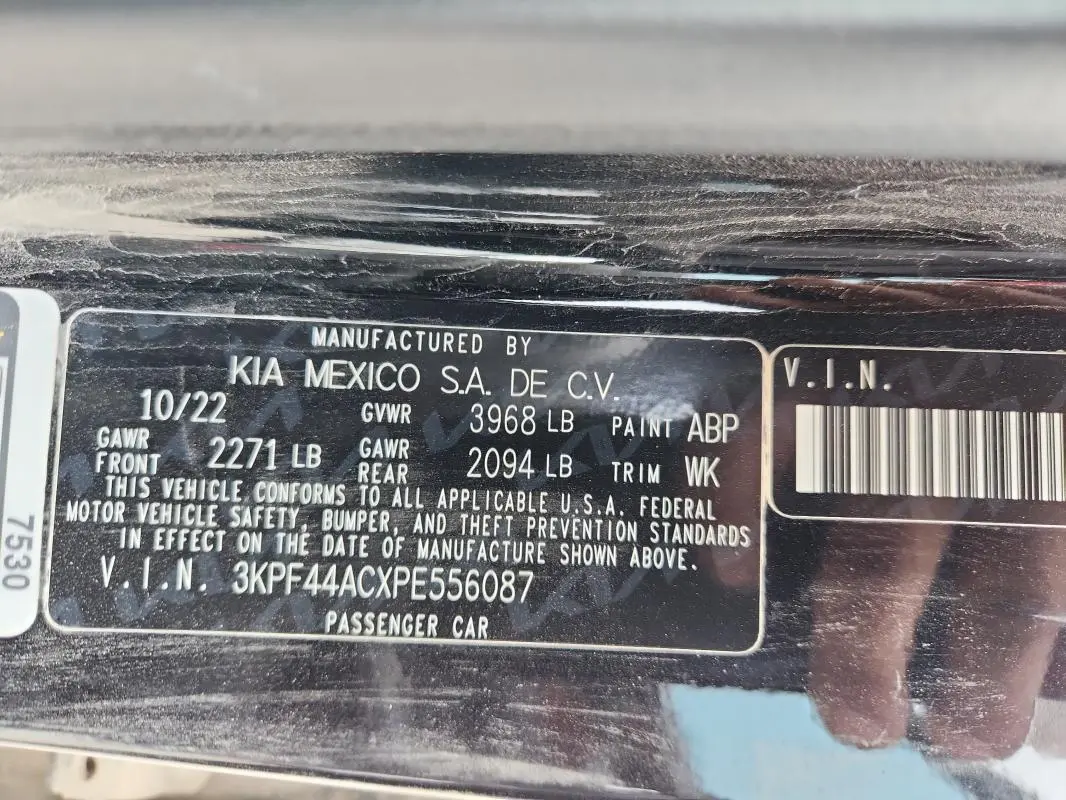 MANUFACTURED BY
KIA MEXICO S.A. DE C.V.
10/22 GVWR 3968 LB PAINT ABP
GAWR FRONT 2271 LB GAWR REAR 2094 LB TRIM WK
THIS VEHICLE CONFORMS TO ALL APPLICABLE U.S.A. FEDERAL
MOTOR VEHICLE SAFETY, BUMPER, AND THEFT PREVENTION STANDARDS
IN EFFECT ON THE DATE OF MANUFACTURE SHOWN ABOVE.
V.I.N. 3KPF44ACXPE556087
PASSENGER CAR
V.I.N.
7530